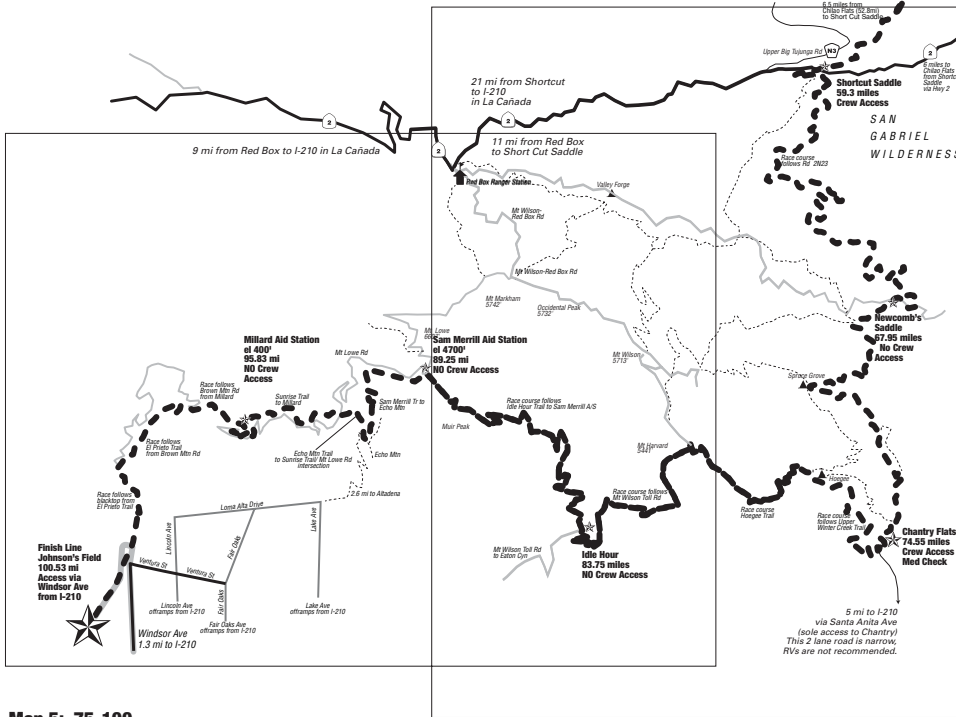 6.5 miles from
Chilao Flats (52.8mi)
to Short Cut Saddle
Upper Big Tujunga Rd
N3
2
6 miles to
Chilao Flats
from Shortc
Saddle
via Hwy 2
Shortcut Saddle
59.3 miles
Crew Access
SAN
GABRIEL
WILDERNESS
21 mi from Shortcut
to I-210
in La Cañada
2
2
9 mi from Red Box to I-210 in La Cañada
2
11 mi from Red Box
to Short Cut Saddle
Race course
follows Rd 2N23
Red Box Ranger Station
Valley Forge
Mt Wilson-
Red Box Rd
Mt Wilson-Red Box Rd
Mt Markham
5742'
Occidental Peak
5732'
Newcomb's
Saddle
67.95 miles
No Crew
Access
Mt. Lowe
Millard Aid Station
el 400'
95.83 mi
NO Crew
Access
Mt Lowe Rd
Sam Merrill Aid Station
el 4700'
89.25 mi
NO Crew Access
Mt Wilson
5713'
Spruce Grove
Race follows
Brown Mtn Rd
from Millard
Sunrise Trail
to Millard
Sam Merrill Tr to
Echo Mtn
Race course follows
Idle Hour Trail to Sam Merrill A/S
Muir Peak
Race follows
El Prieto Trail
from Brown Mtn Rd
Echo Mtn Trail
to Sunrise Trail/ Mt Lowe Rd
intersection
Echo Mtn
Mt Harvard
5441'
Hoegee
Race follows
blacktop from
El Prieto Trail
2.6 mi to Altadena
Race course follows
Mt Wilson Toll Rd
Race course
Hoegee Trail
Race course
follows Upper
Winter Creek Trail
Loma Alta Drive
Lincoln Ave
Fair Oaks
Lake Ave
Chantry Flats
74.55 miles
Crew Access
Med Check
Finish Line
Johnson's Field
100.53 mi
Access via
Windsor Ave
from I-210
Mt Wilson Toll Rd
to Eaton Cyn
Idle Hour
83.75 miles
NO Crew Access
Ventura St
Ventura St
Fair Oaks
Lincoln Ave
offramps from I-210
Lake Ave
offramps from I-210
Fair Oaks Ave
offramps from I-210
Windsor Ave
1.3 mi to I-210
5 mi to I-210
via Santa Anita Ave
(sole access to Chantry)
This 2 lane road is narrow,
RVs are not recommended.
Map 5: 75-100